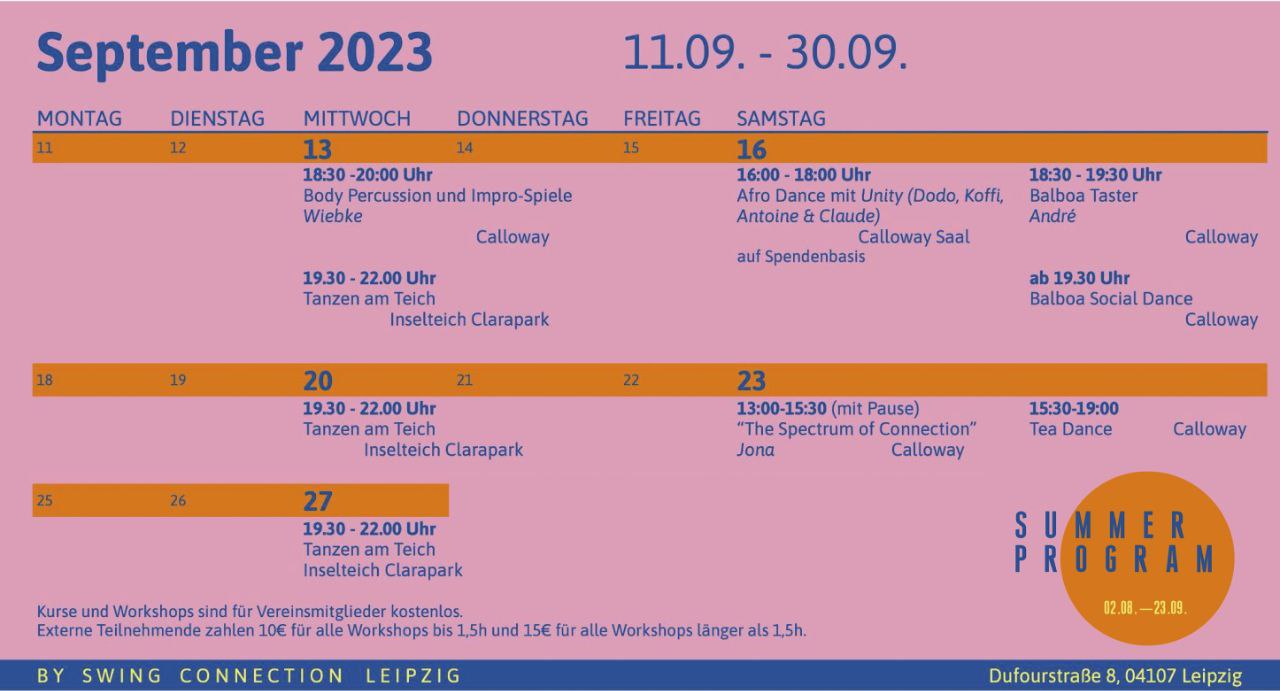 September 2023
11.09. - 30.09.
MONTAG DIENSTAG MITTWOCH DONNERSTAG FREITAG SAMSTAG
11 12 13 14 15 16
18:30 -20:00 Uhr
Body Percussion und Impro-Spiele
Wiebke
Calloway
19.30 - 22.00 Uhr
Tanzen am Teich
Inselteich Clarapark
16:00 - 18:00 Uhr
Afro Dance mit Unity (Dodo, Koffi,
Antoine & Claude)
Calloway Saal
auf Spendenbasis
18:30 - 19:30 Uhr
Balboa Taster
André
Calloway
ab 19.30 Uhr
Balboa Social Dance
Calloway
18 19 20 21 22 23
19.30 - 22.00 Uhr
Tanzen am Teich
Inselteich Clarapark
13:00-15:30 (mit Pause)
“The Spectrum of Connection”
Jona Calloway
15:30-19:00
Tea Dance Calloway
25 26 27
19.30 - 22.00 Uhr
Tanzen am Teich
Inselteich Clarapark
SUMMER
PROGRAM
02.08.—23.09.
Kurse und Workshops sind für Vereinsmitglieder kostenlos.
Externe Teilnehmende zahlen 10€ für alle Workshops bis 1,5h und 15€ für alle Workshops länger als 1,5h.
BY SWING CONNECTION LEIPZIG
Dufourstraße 8, 04107 Leipzig